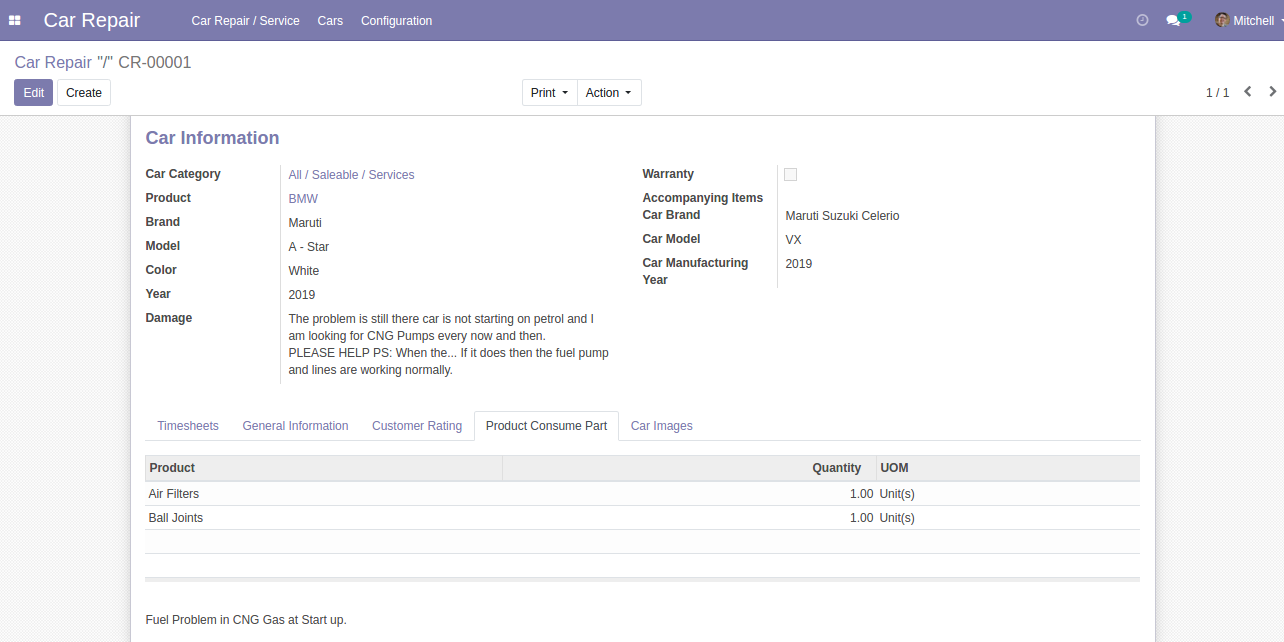 Car Repair Car Repair / Service Cars Configuration 1 Mitchell
Car Repair "/" CR-00001
Edit Create Print Action 1 / 1
Car Information
Car Category All / Saleable / Services
Product BMW
Brand Maruti
Model A - Star
Color White
Year 2019
Damage The problem is still there car is not starting on petrol and I
am looking for CNG Pumps every now and then.
PLEASE HELP PS: When the... If it does then the fuel pump
and lines are working normally.
Warranty
Accompanying Items
Car Brand Maruti Suzuki Celerio
Car Model VX
Car Manufacturing 2019
Year
Timesheets General Information Customer Rating Product Consume Part Car Images
Product Quantity UOM
Air Filters 1.00 Unit(s)
Ball Joints 1.00 Unit(s)
Fuel Problem in CNG Gas at Start up.